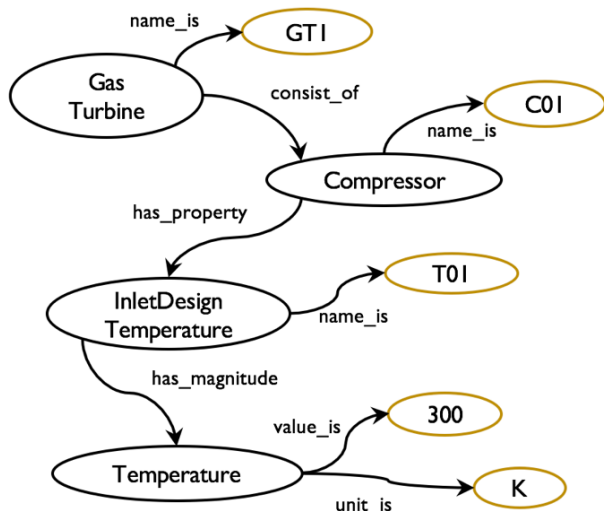 name_is
GT1
Gas
Turbine
consist_of
C01
name_is
Compressor
has_property
T01
InletDesign
Temperature
name_is
has_magnitude
300
value_is
Temperature
K
unit_is